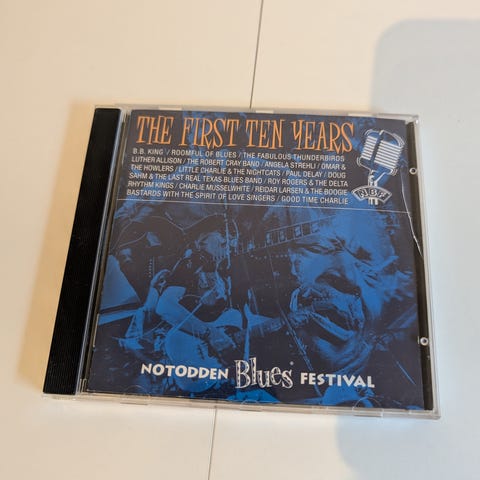 THE FIRST TEN YEARS
B.B. KING / ROOMFUL OF BLUES / THE FABULOUS THUNDERBIRDS
LUTHER ALLISON / THE ROBERT CRAY BAND / ANGELA STREHLI / OMAR &
THE HOWLERS / LITTLE CHARLIE & THE NIGHTCATS / PAUL DELAY / DOUG
SAHM & THE LAST REAL TEXAS BLUES BAND / ROY ROGERS & THE DELTA
RHYTHM KINGS / CHARLIE MUSSELWHITE / REIDAR LARSEN & THE BOOGIE
BASTARDS WITH THE SPIRIT OF LOVE SINGERS / GOOD TIME CHARLIE
NBF
NOTODDEN Blues FESTIVAL